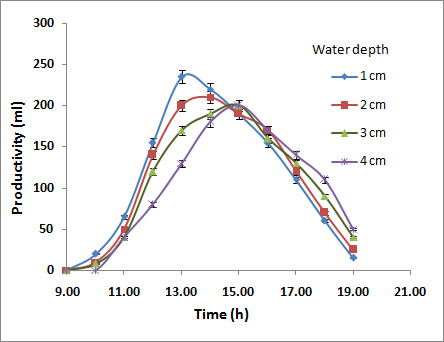 300
250
200
150
100
50
0
Productivity (ml)
Water depth
1 cm
2 cm
3 cm
4 cm
9.00 11.00 13.00 15.00 17.00 19.00 21.00
Time (h)